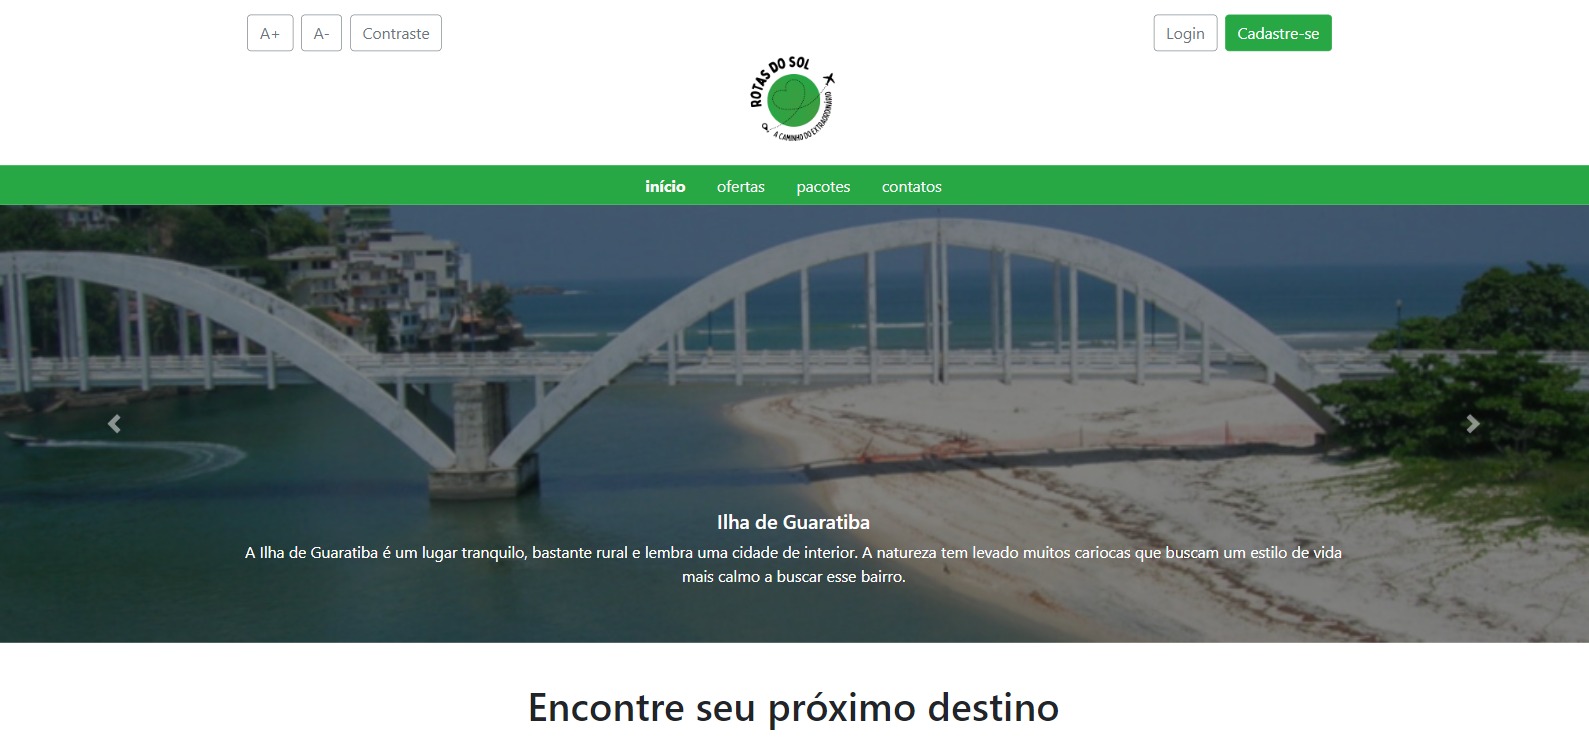 A+ A- Contraste Login Cadastre-se
ROTAS DO SOL
A CAMINHO DO EXTRAORDINÁRIO
início ofertas pacotes contatos
Ilha de Guaratiba
A Ilha de Guaratiba é um lugar tranquilo, bastante rural e lembra uma cidade de interior. A natureza tem levado muitos cariocas que buscam um estilo de vida
mais calmo a buscar esse bairro.
Encontre seu próximo destino